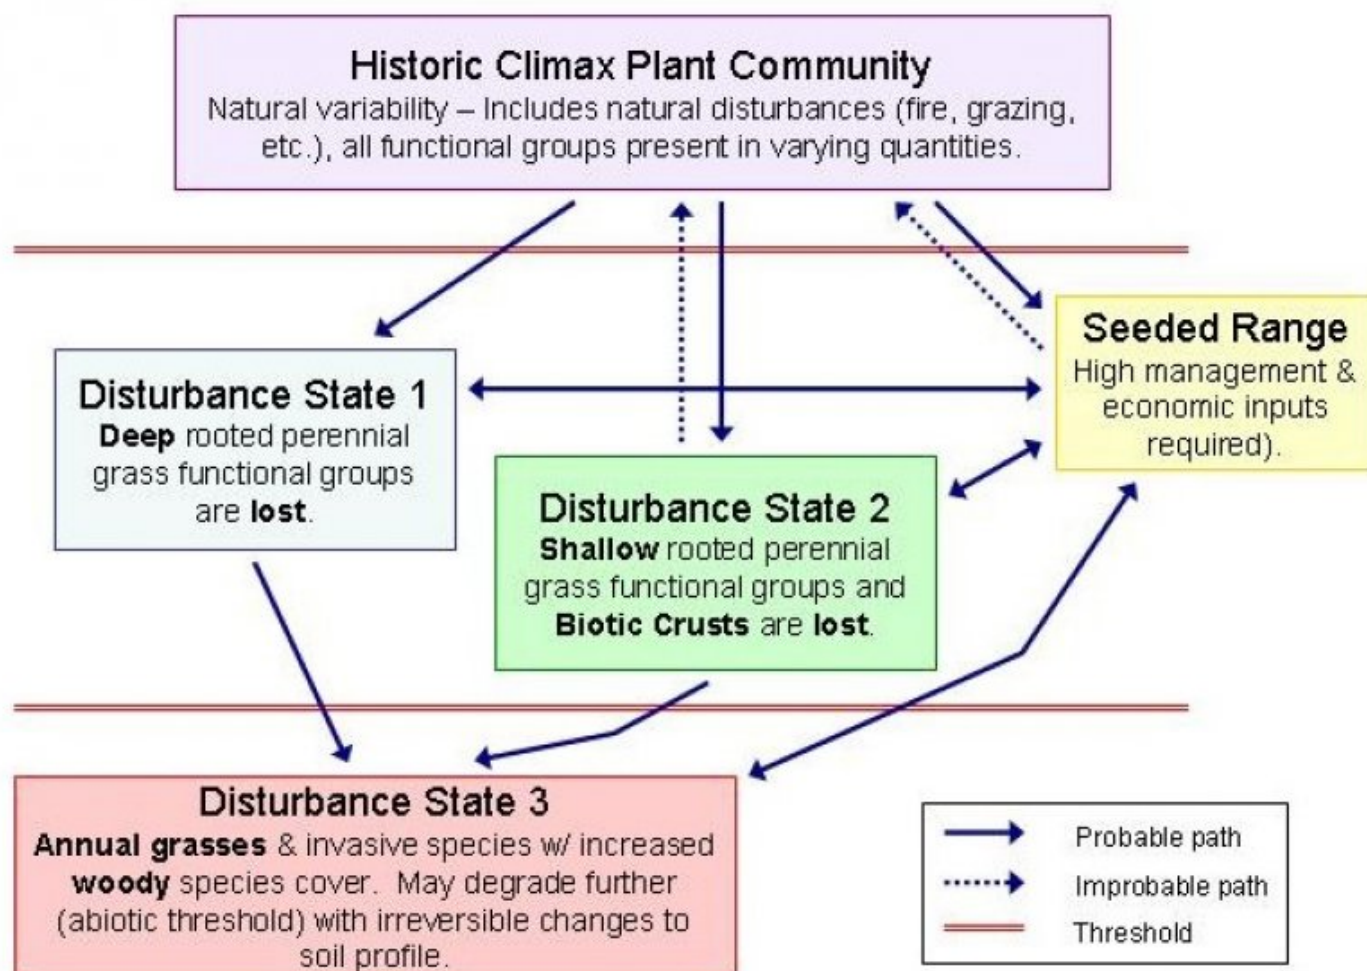 Historic Climax Plant Community
Natural variability – Includes natural disturbances (fire, grazing,
etc.), all functional groups present in varying quantities.
Seeded Range
High management &
economic inputs
required).
Disturbance State 1
Deep rooted perennial
grass functional groups
are lost.
Disturbance State 2
Shallow rooted perennial
grass functional groups and
Biotic Crusts are lost.
Disturbance State 3
Annual grasses & invasive species w/ increased
woody species cover. May degrade further
(abiotic threshold) with irreversible changes to
soil profile.
Probable path
Improbable path
Threshold